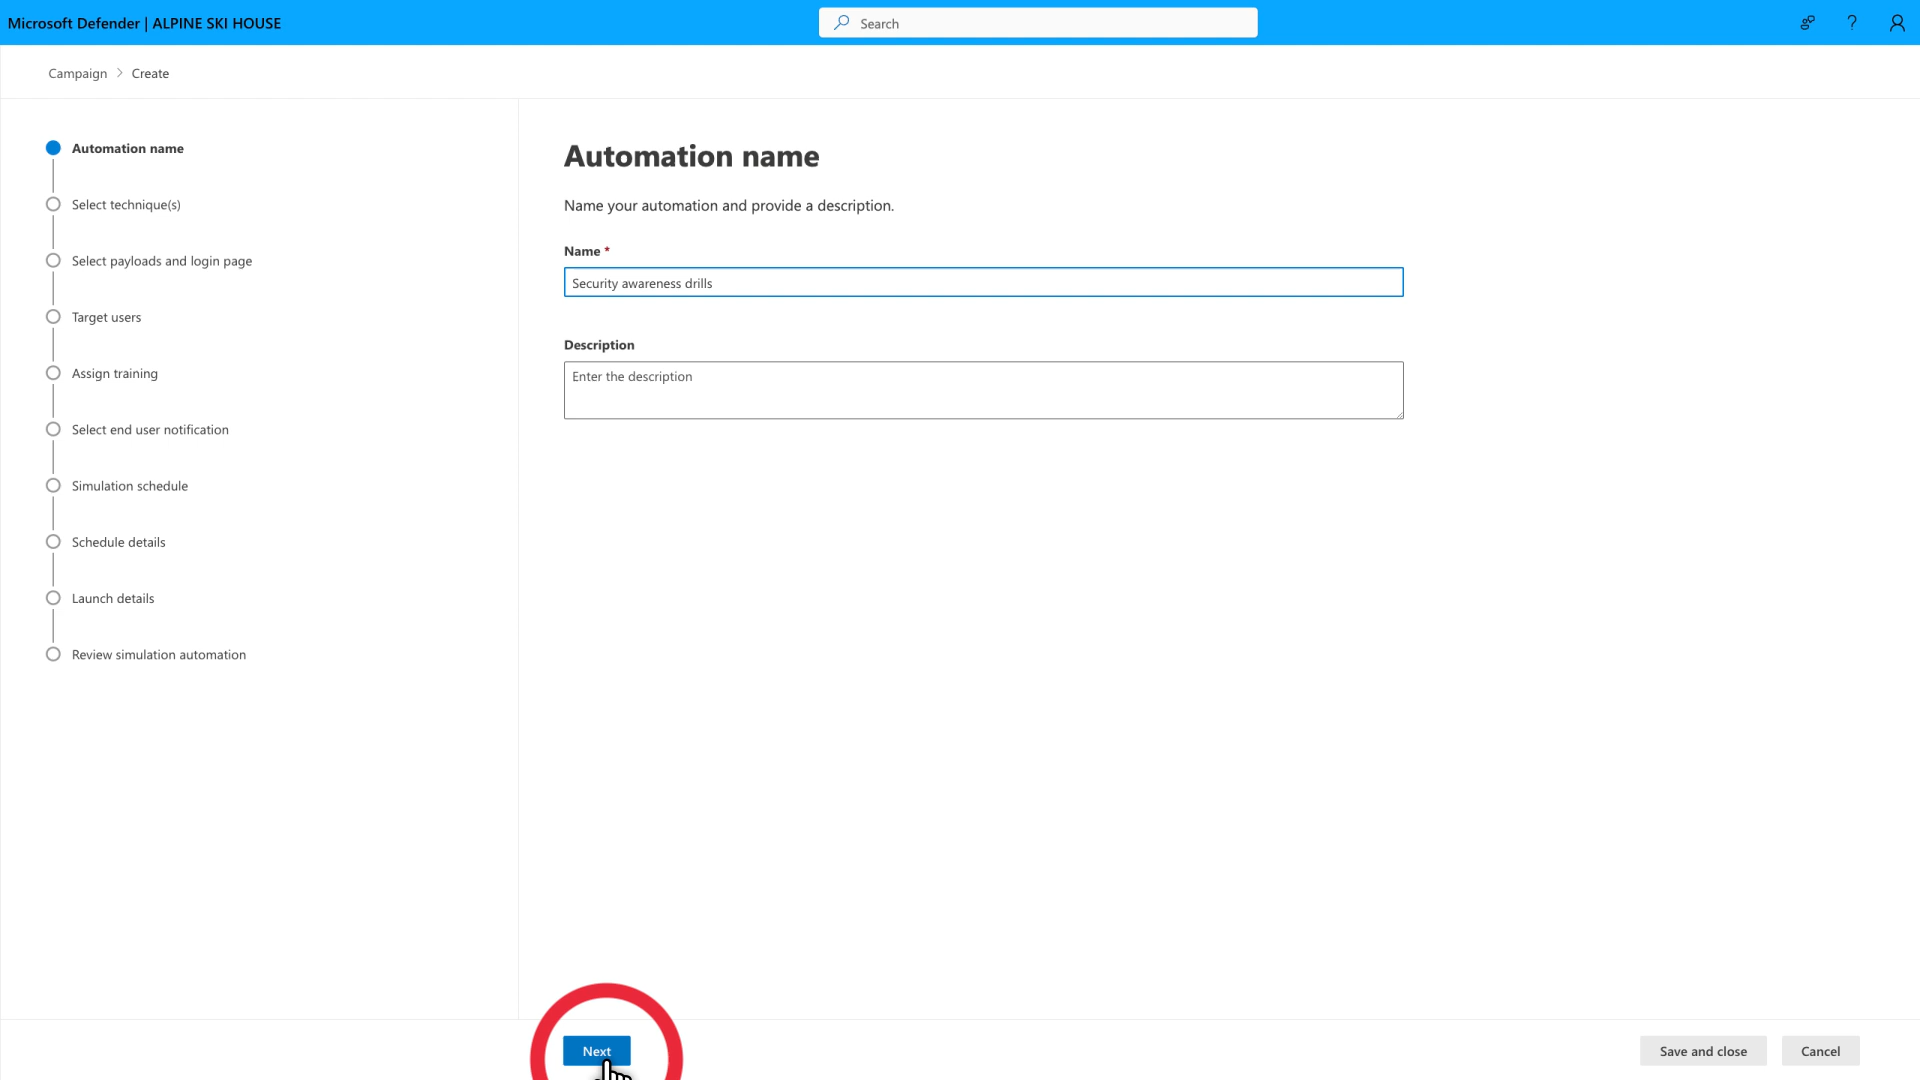 Microsoft Defender | ALPINE SKI HOUSE
Search
?
Campaign > Create
Automation name
Select technique(s)
Select payloads and login page
Target users
Assign training
Select end user notification
Simulation schedule
Schedule details
Launch details
Review simulation automation
Automation name
Name your automation and provide a description.
Name *
Security awareness drills
Description
Enter the description
Next
Save and close
Cancel